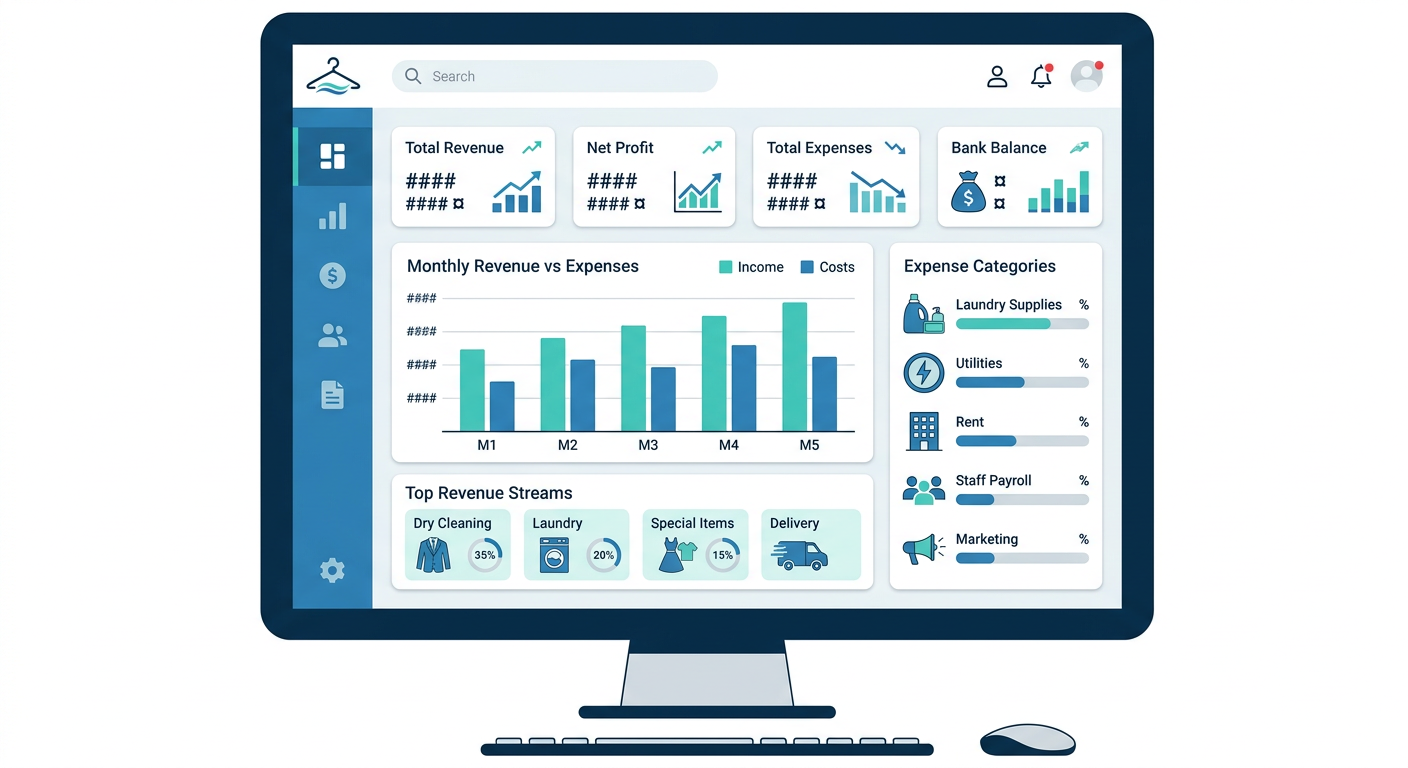 Search
Total Revenue
####
#### ¤
Net Profit
####
#### ¤
Total Expenses
####
#### ¤
Bank Balance
$
¤
¤
$
Monthly Revenue vs Expenses
Income
Costs
####
####
####
####
M1 M2 M3 M4 M5
Expense Categories
Laundry Supplies %
Utilities %
Rent %
Staff Payroll %
Marketing %
Top Revenue Streams
Dry Cleaning
35%
Laundry
20%
Special Items
15%
Delivery